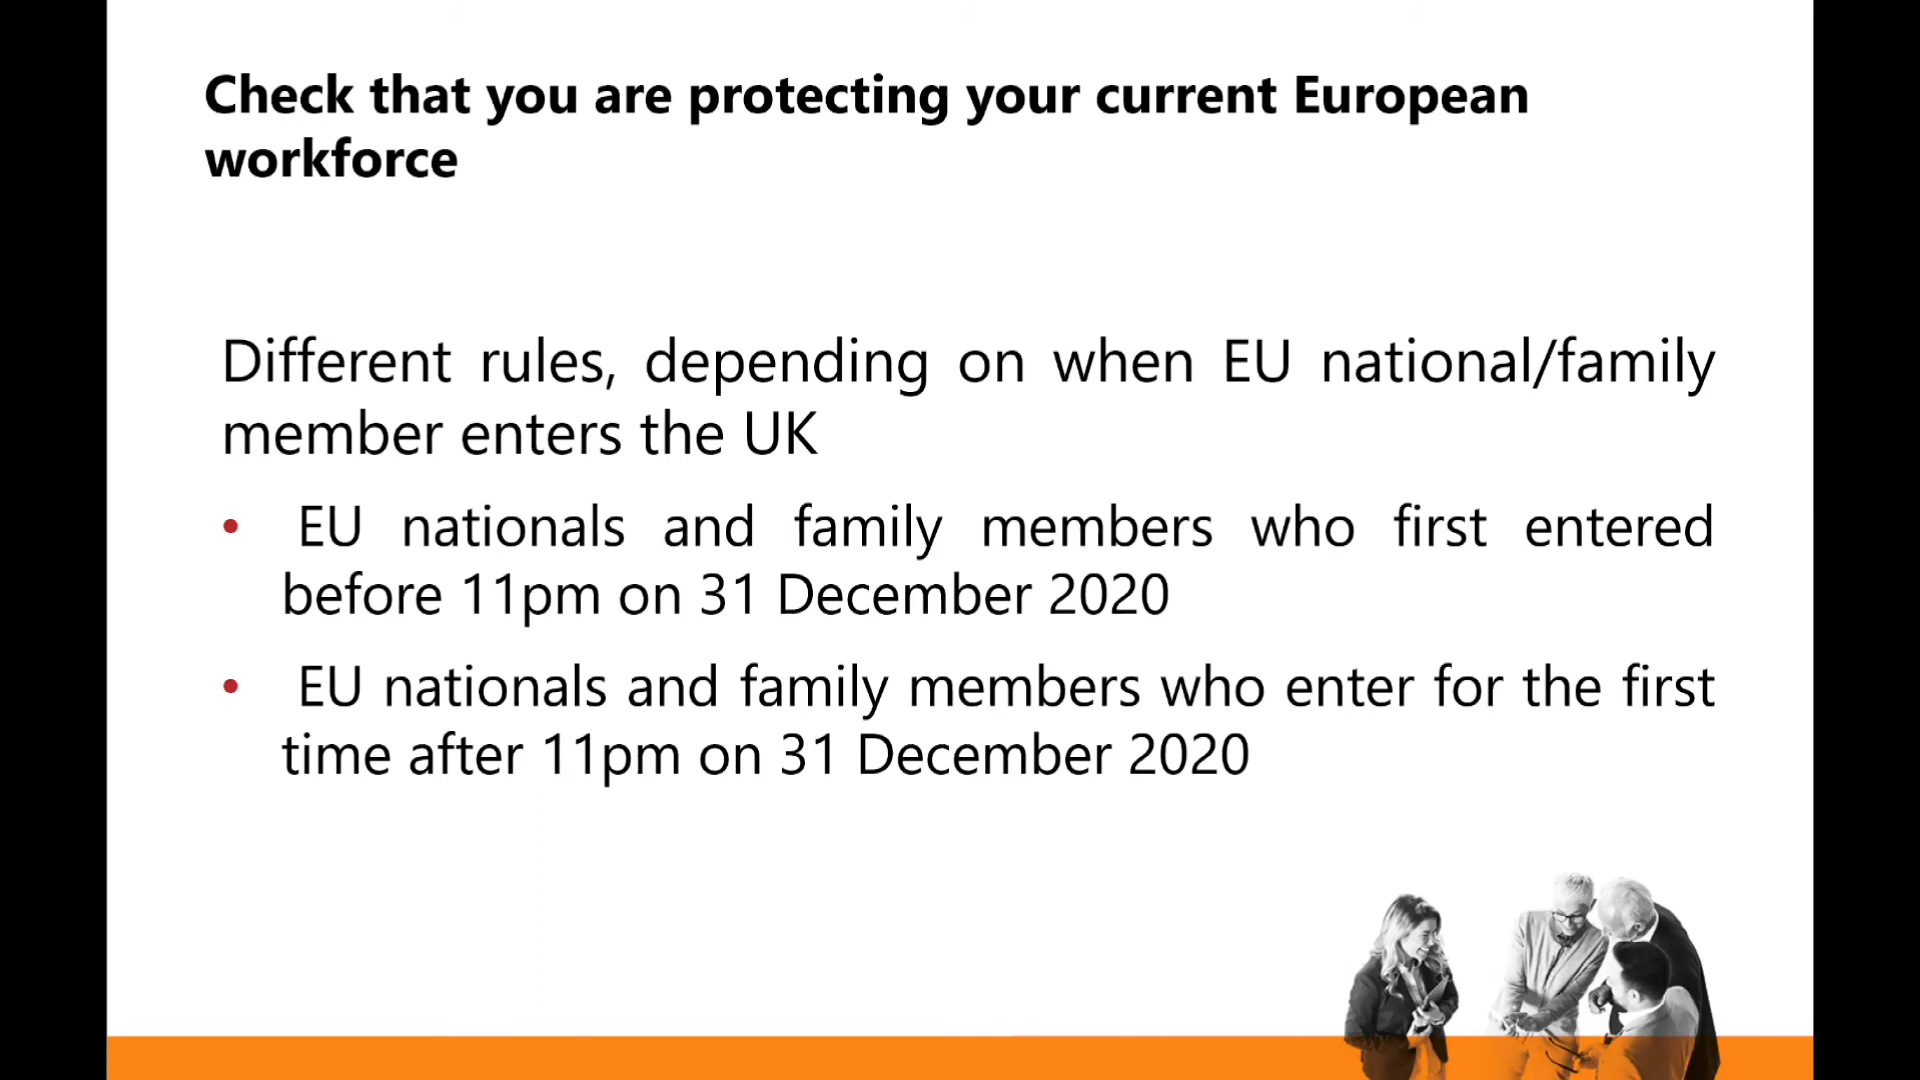 Check that you are protecting your current European
workforce
Different rules, depending on when EU national/family
member enters the UK
• EU nationals and family members who first entered
before 11pm on 31 December 2020
• EU nationals and family members who enter for the first
time after 11pm on 31 December 2020